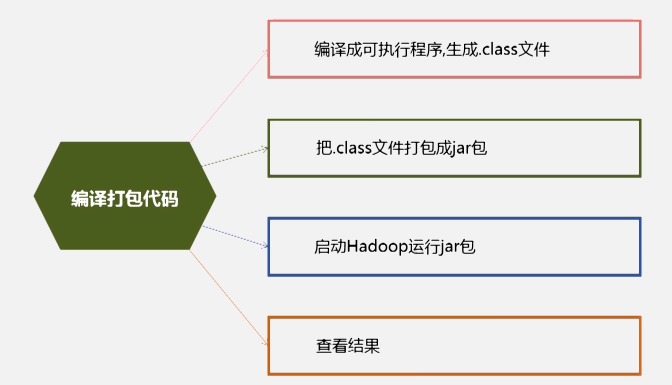 编译成可执行程序,生成.class文件
把.class文件打包成jar包
编译打包代码
启动Hadoop运行jar包
查看结果